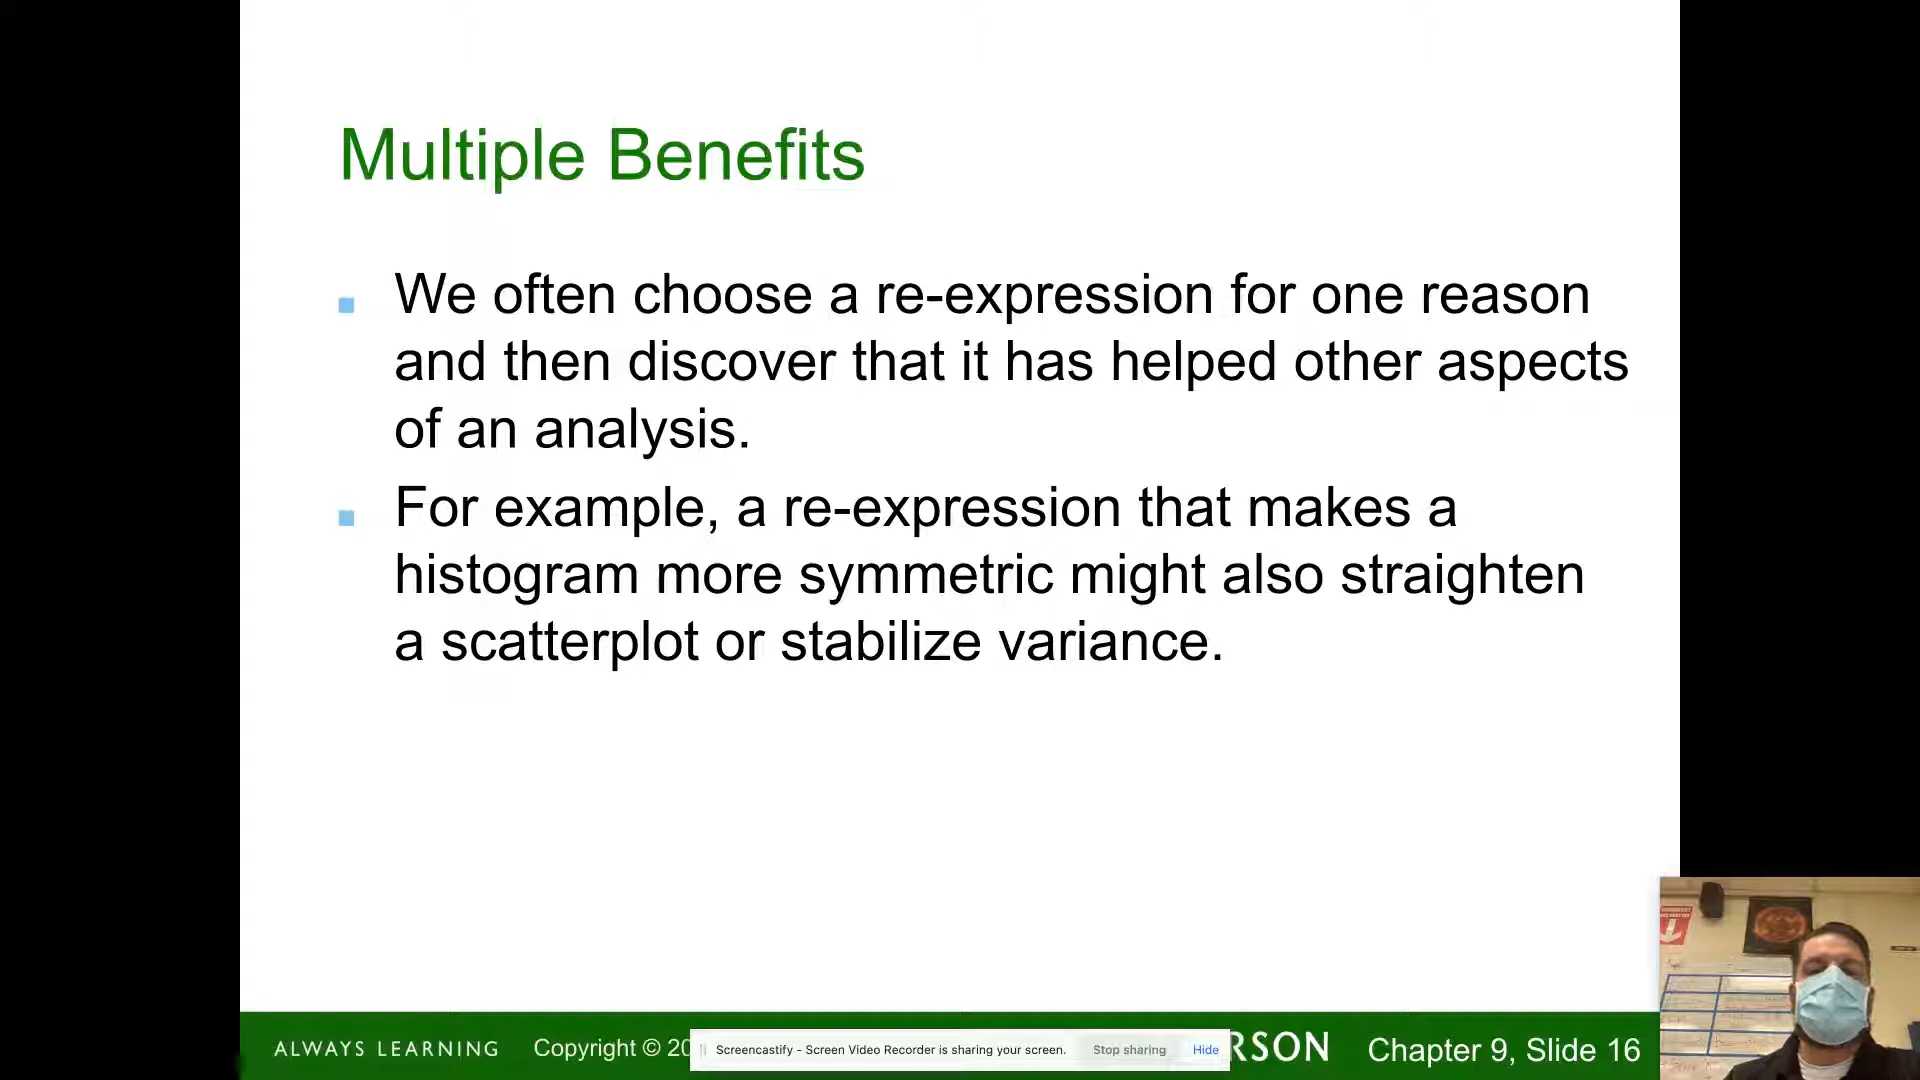 Multiple Benefits
We often choose a re-expression for one reason
and then discover that it has helped other aspects
of an analysis.
For example, a re-expression that makes a
histogram more symmetric might also straighten
a scatterplot or stabilize variance.
ALWAYS LEARNING Copyright © 20 RSON Chapter 9, Slide 16
Screencastify - Screen Video Recorder is sharing your screen. Stop sharing Hide